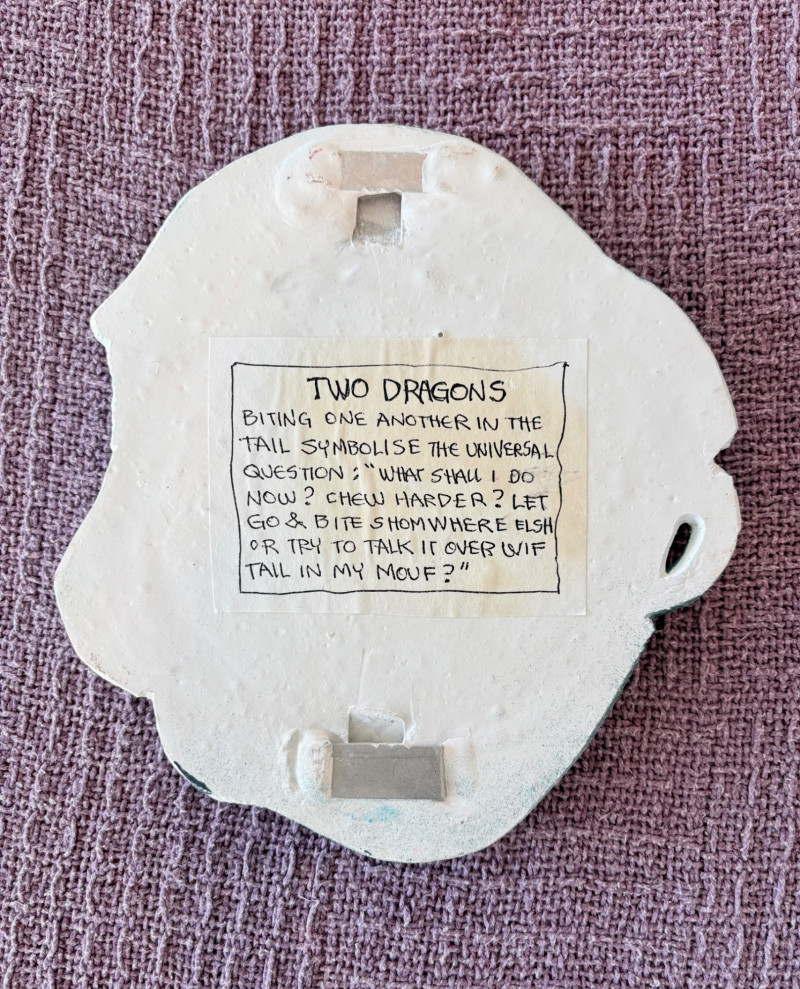 TWO DRAGONS
BITING ONE ANOTHER IN THE
TAIL SYMBOLISE THE UNIVERSAL
QUESTION: "WHAT SHALL I DO
NOW? CHEW HARDER? LET
GO & BITE SHOMWHERE ELSH
OR TRY TO TALK IT OVER WIF
TAIL IN MY MOUF?"